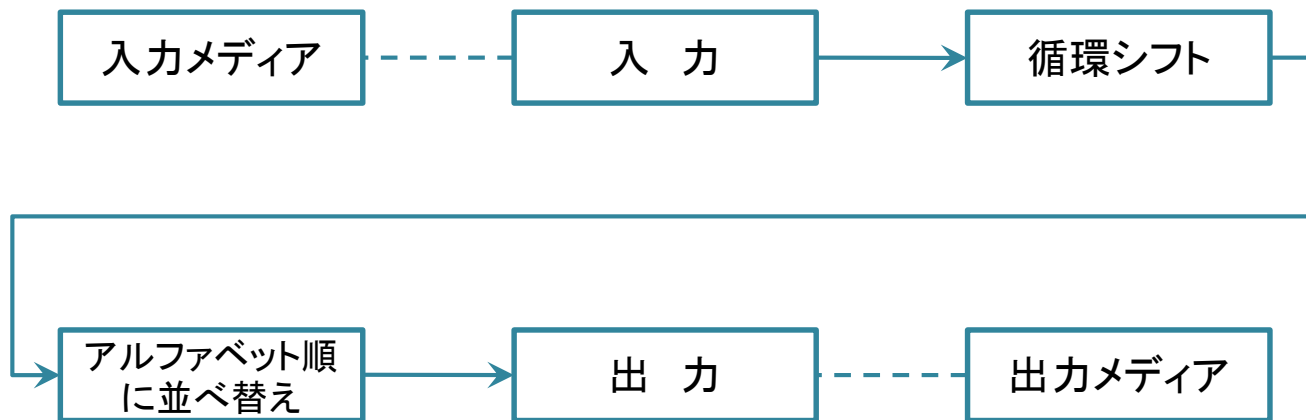 入力メディア
入　力
循環シフト
アルファベット順
に並べ替え
出　力
出力メディア